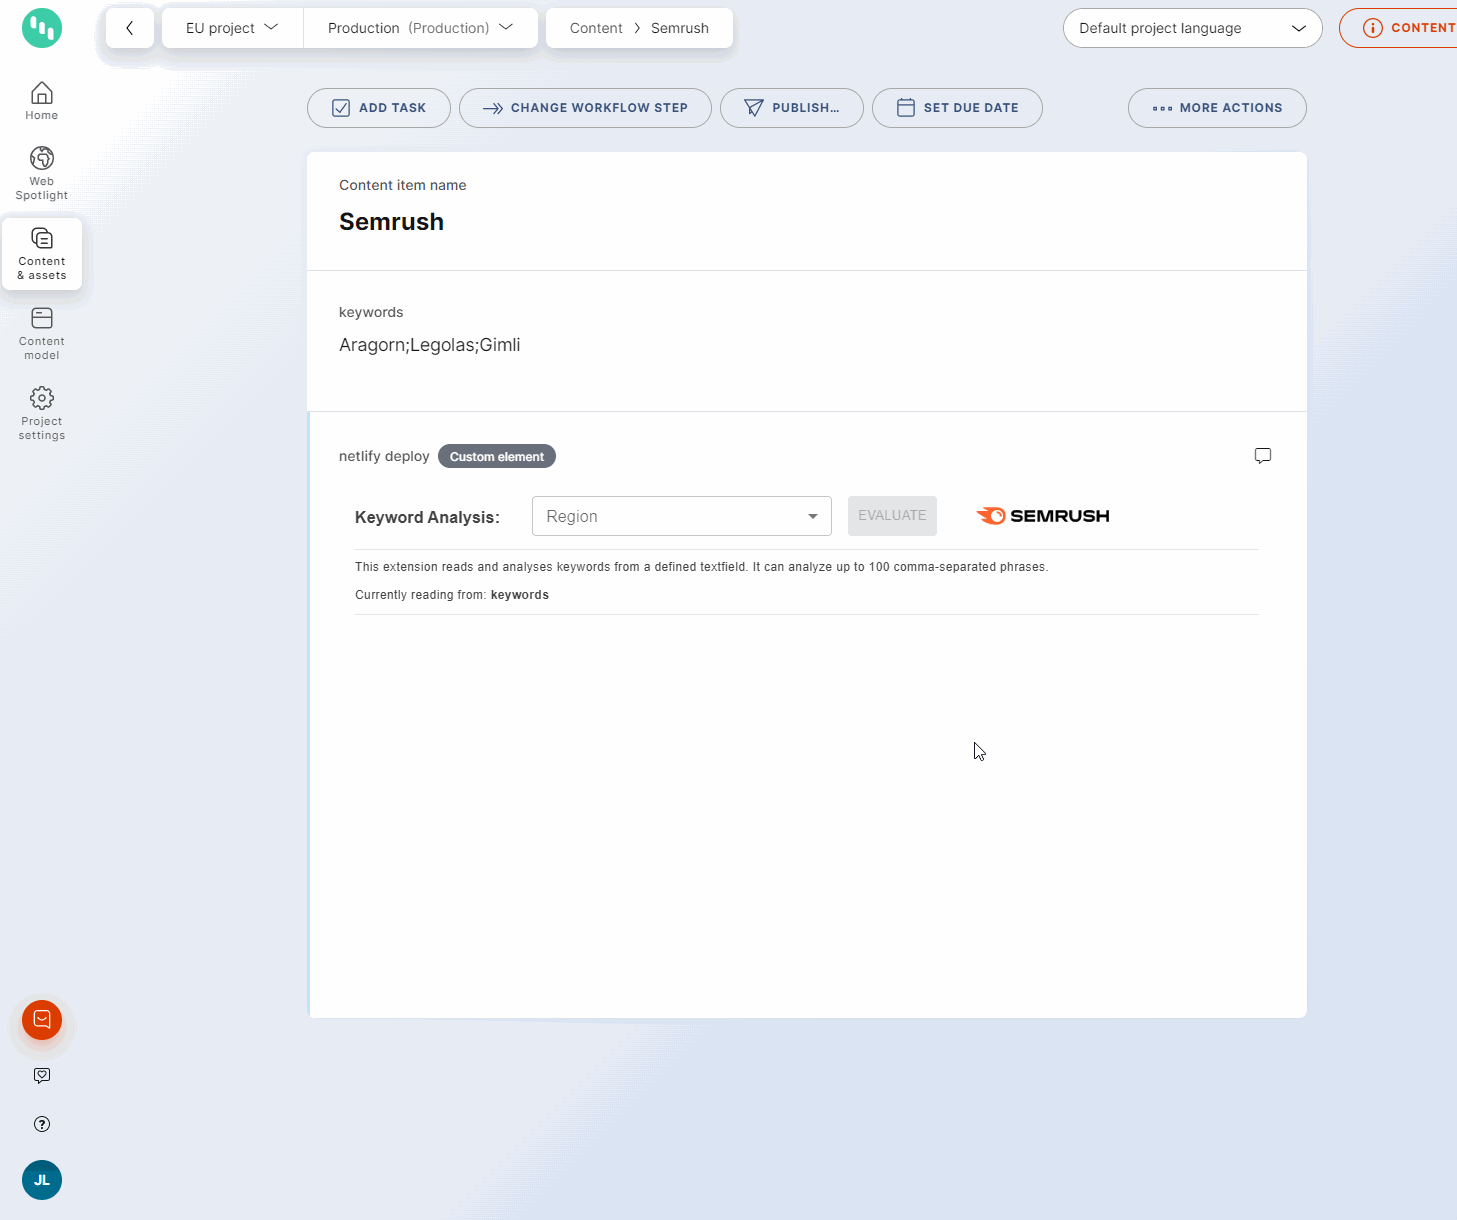 EU project
Production (Production)
Content > Semrush
Default project language
CONTENT
Home
Web
Spotlight
Content
& assets
Content
model
Project
settings
JL
ADD TASK
CHANGE WORKFLOW STEP
PUBLISH...
SET DUE DATE
MORE ACTIONS
Content item name
Semrush
keywords
Aragorn;Legolas;Gimli
netlify deploy Custom element
Keyword Analysis:
Region
EVALUATE
SEMRUSH
This extension reads and analyses keywords from a defined textfield. It can analyze up to 100 comma-separated phrases.
Currently reading from: keywords